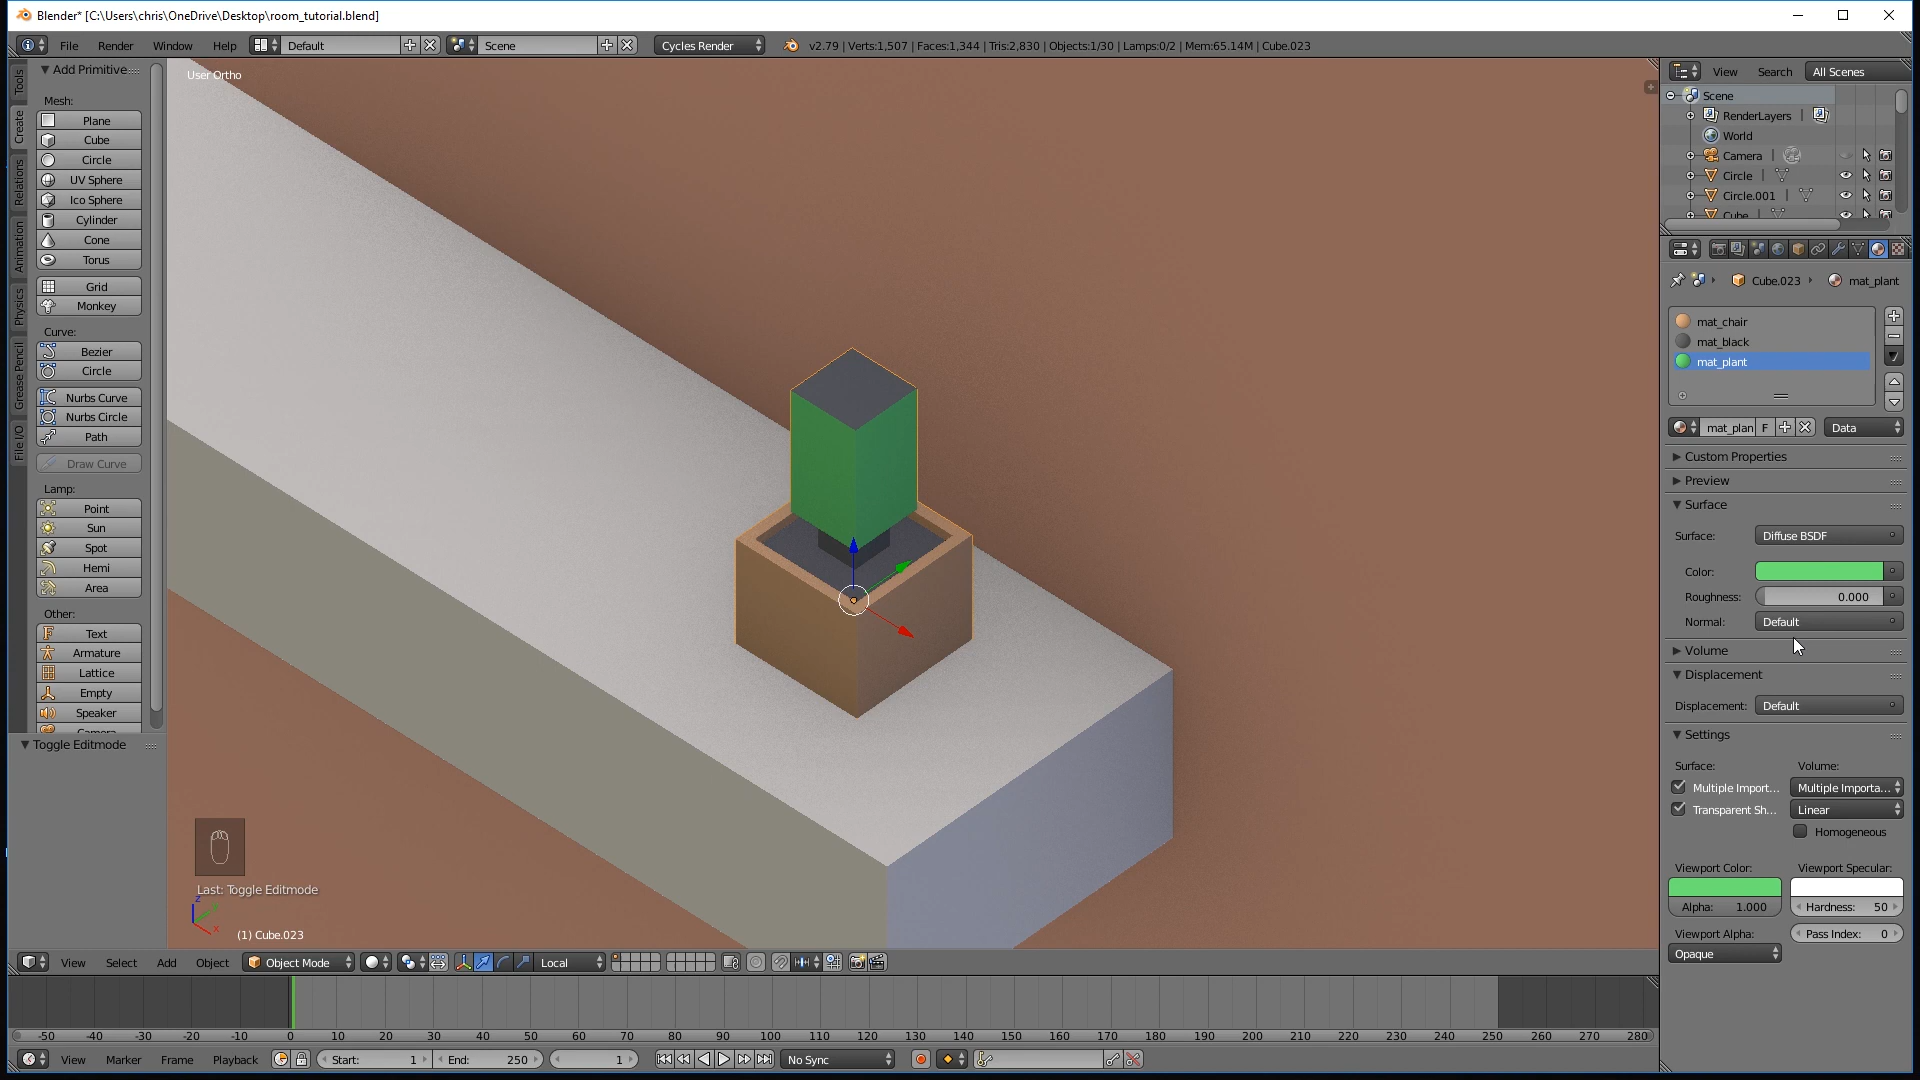 Blender* [C:\Users\chris\OneDrive\Desktop\room_tutorial.blend]
File Render Window Help Default Scene Cycles Render v2.79 | Verts:1,507 | Faces:1,344 | Tris:2,830 | Objects:1/30 | Lamps:0/2 | Mem:65.14M | Cube.023
Tools
Create
Relations
Animation
Physics
Grease Pencil
File I/O
Add Primitive
Mesh:
Plane
Cube
Circle
UV Sphere
Ico Sphere
Cylinder
Cone
Torus
Grid
Monkey
Curve:
Bezier
Circle
Nurbs Curve
Nurbs Circle
Path
Draw Curve
Lamp:
Point
Sun
Spot
Hemi
Area
Other:
Text
Armature
Lattice
Empty
Speaker
Camera
Toggle Editmode
User Ortho
Last: Toggle Editmode
z
x
(1) Cube.023
View Search All Scenes
Scene
RenderLayers
World
Camera
Circle
Circle.001
Cube
Cube.023 mat_plant
mat_chair
mat_black
mat_plant
mat_plan F Data
Custom Properties
Preview
Surface
Surface: Diffuse BSDF
Color:
Roughness: 0.000
Normal: Default
Volume
Displacement
Displacement: Default
Settings
Surface: Volume:
Multiple Import... Multiple Importa...
Transparent Sh... Linear
Homogeneous
Viewport Color: Viewport Specular:
Alpha: 1.000 Hardness: 50
Viewport Alpha: Pass Index: 0
Opaque
View Select Add Object Object Mode Local
-50 -40 -30 -20 -10 0 10 20 30 40 50 60 70 80 90 100 110 120 130 140 150 160 170 180 190 200 210 220 230 240 250 260 270 280
View Marker Frame Playback Start: 1 End: 250 1 No Sync